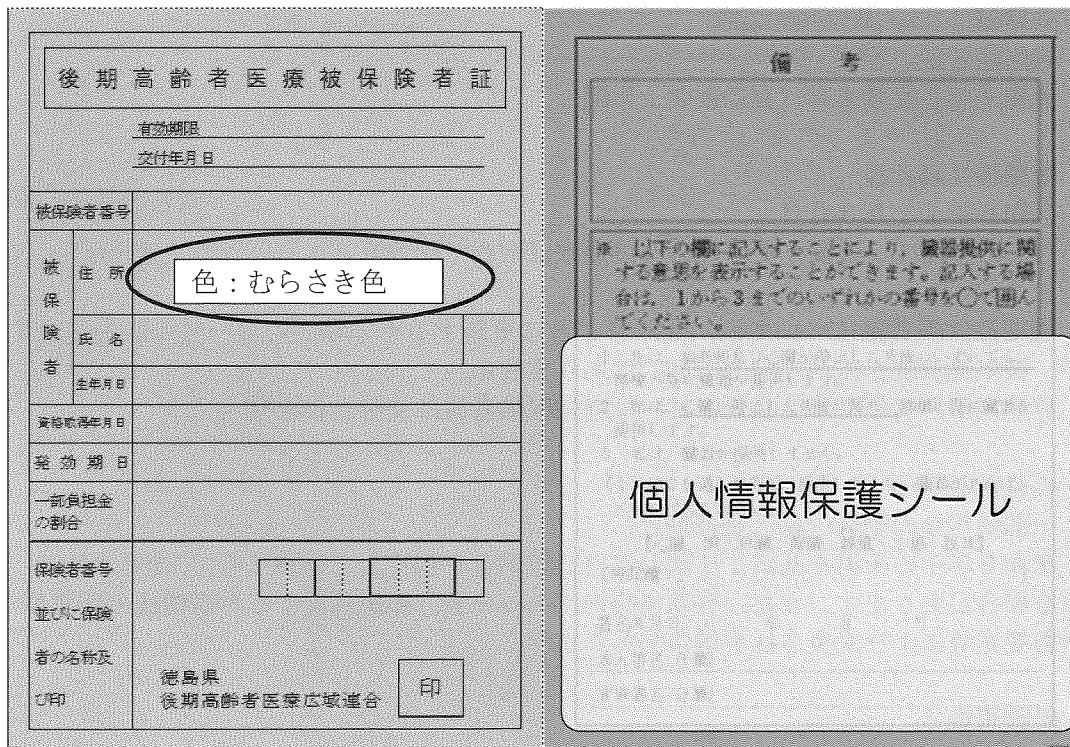 後期高齢者医療被保険者証
有効期限
交付年月日
被保険者番号
被保険者
住所
色：むらさき色
氏名
生年月日
資格取得年月日
発効期日
一部負担金
の割合
保険者番号
並びに保険
者の名称及
び印
徳島県
後期高齢者医療広域連合
印
備考
※ 以下の欄に記入することにより，臓器提供に関
する意思を表示することができます。記入する場
合は，1から3までのいずれかの番号を〇で囲ん
でください。
個人情報保護シール